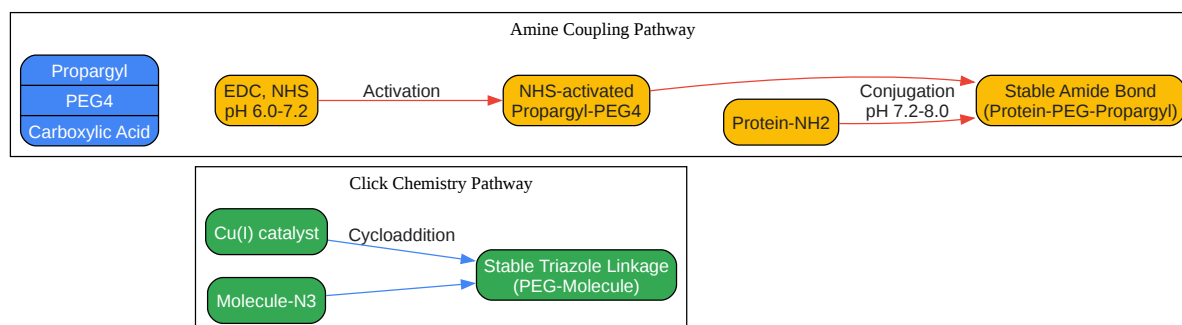 Amine Coupling Pathway
Propargyl
PEG4
Carboxylic Acid
EDC, NHS
pH 6.0-7.2
Activation
NHS-activated
Propargyl-PEG4
Protein-NH2
Conjugation
pH 7.2-8.0
Stable Amide Bond
(Protein-PEG-Propargyl)
Click Chemistry Pathway
Cu(I) catalyst
Cycloaddition
Molecule-N3
Stable Triazole Linkage
(PEG-Molecule)